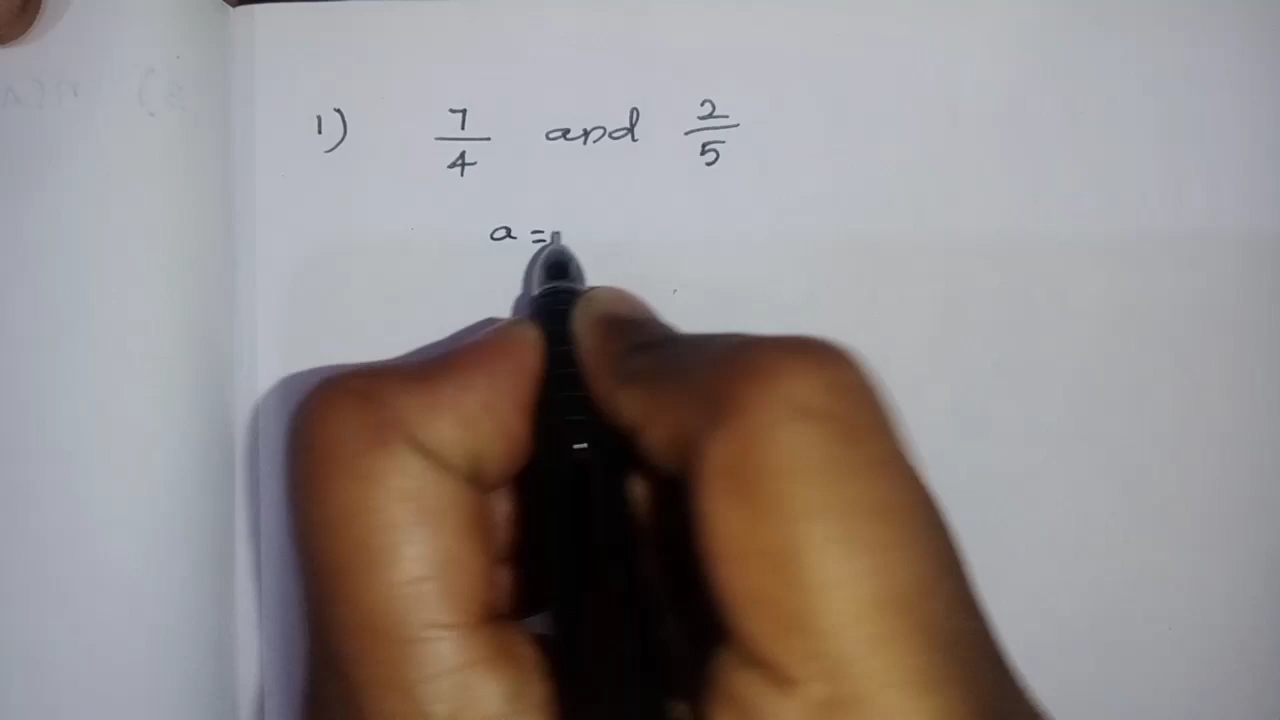 1) 7/4 and 2/5
a =